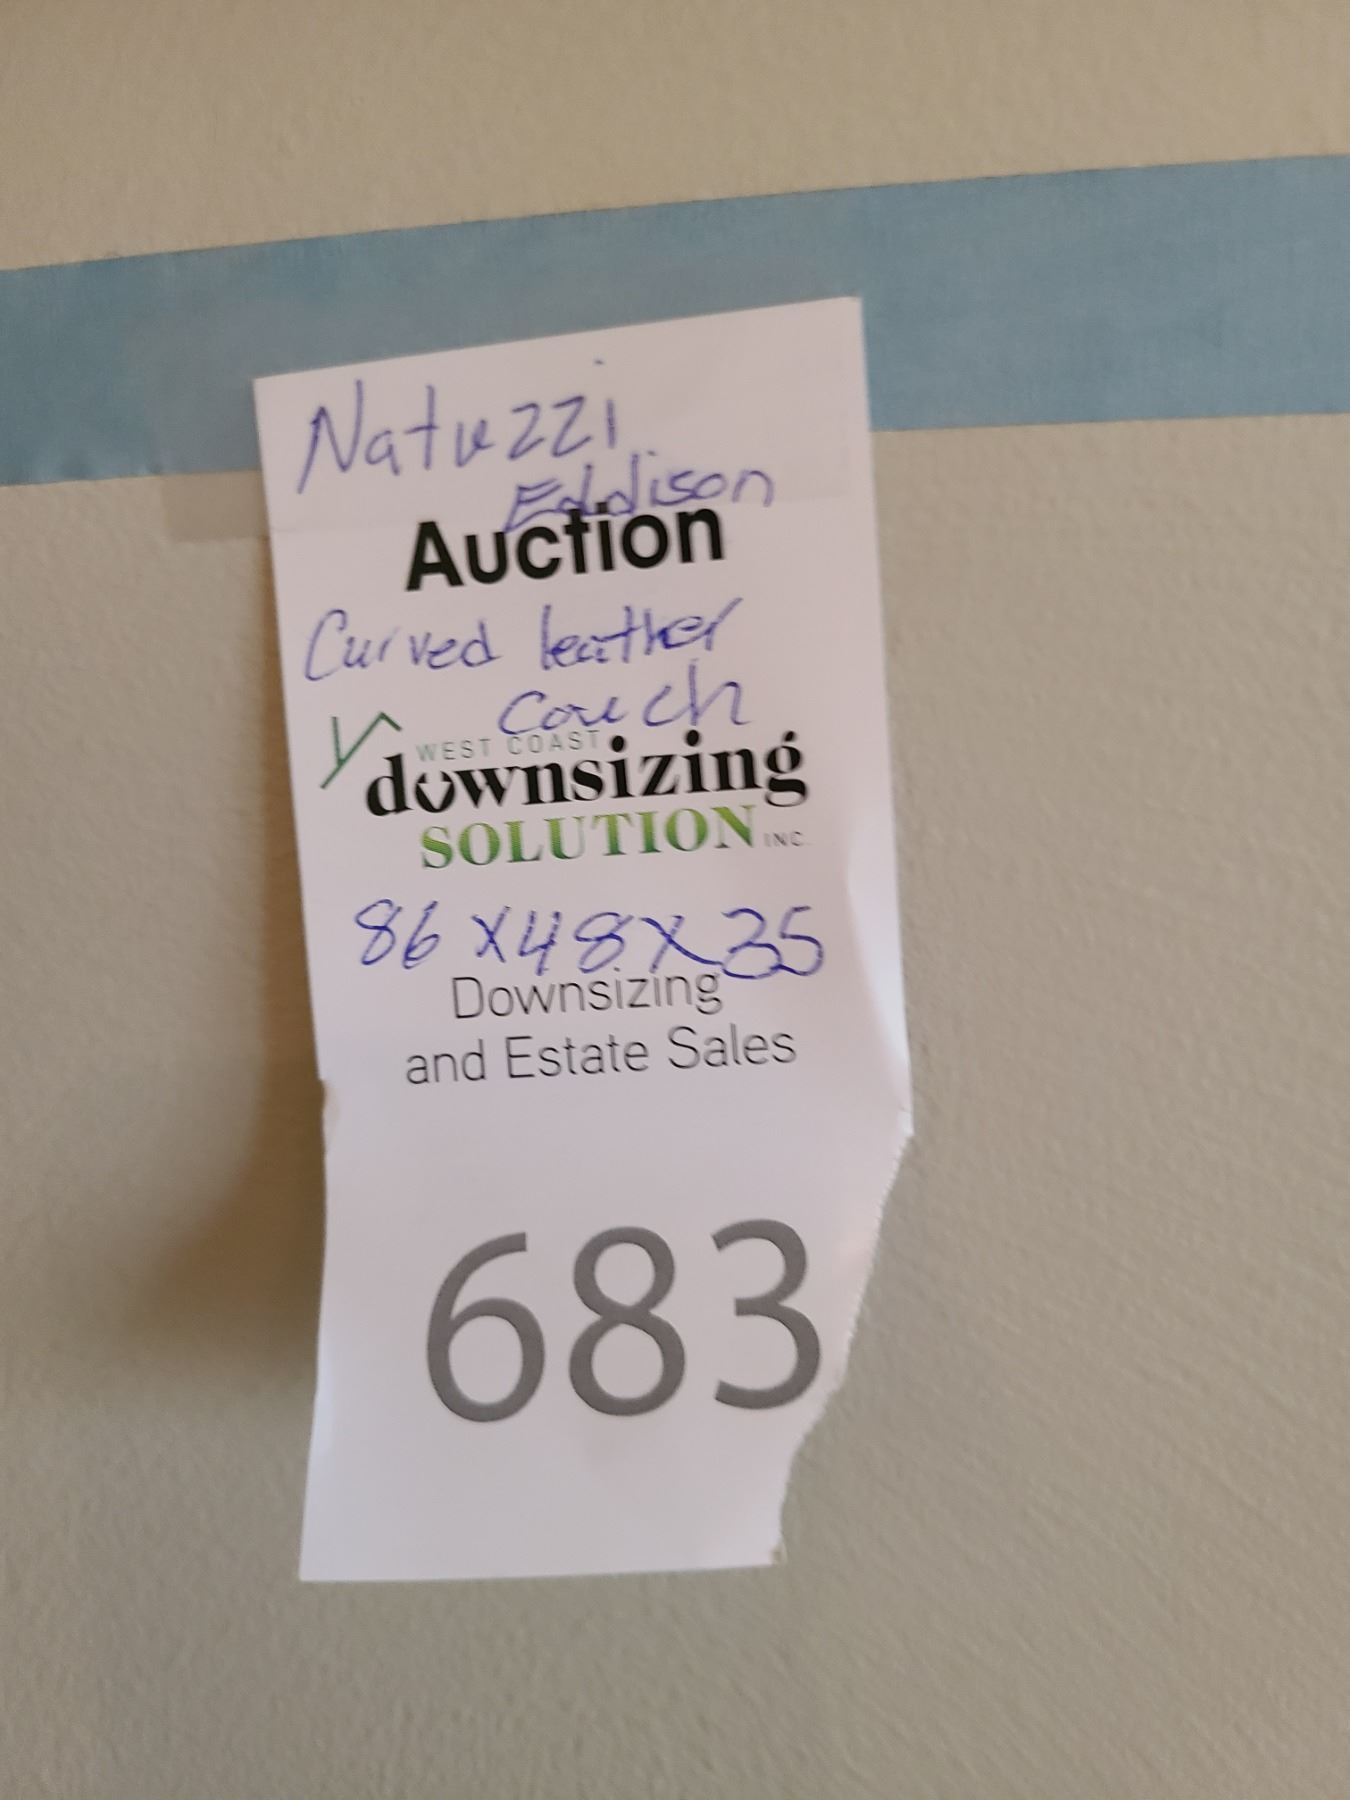 Natuzzi
Eddison
Auction
Curved leather
couch
WEST COAST
downsizing
SOLUTION INC.
86 X 48 X 35
Downsizing
and Estate Sales
683